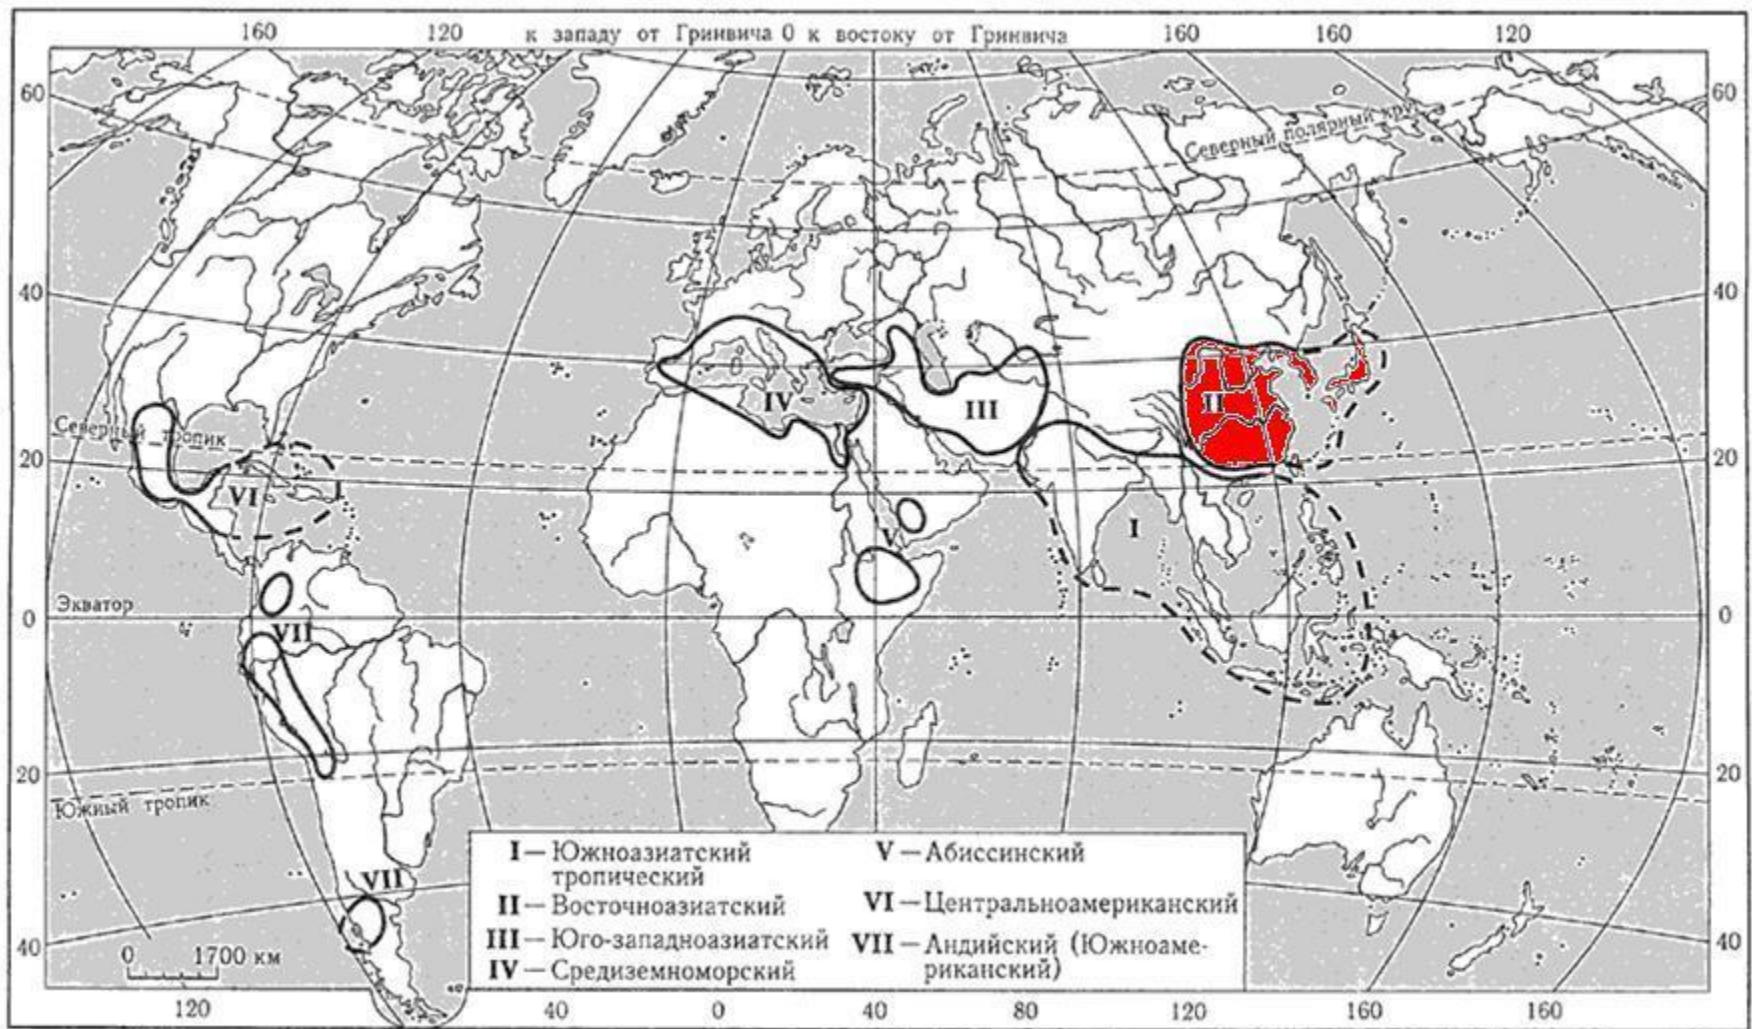 160 120 к западу от Гринвича 0 к востоку от Гринвича 160 160 120
60 60
Северный полярный круг
40 40
II
III
IV
Северный тропик
20 20
VI
I
V
Экватор
0 0
VII
20 20
Южный тропик
VII
I — Южноазиатский
тропический
II — Восточноазиатский
III — Юго-западноазиатский
IV — Средиземноморский
V — Абиссинский
VI — Центральноамериканский
VII — Андийский (Южноаме-
риканский)
40 40
0 1700 км
120 40 0 40 80 120 160 160